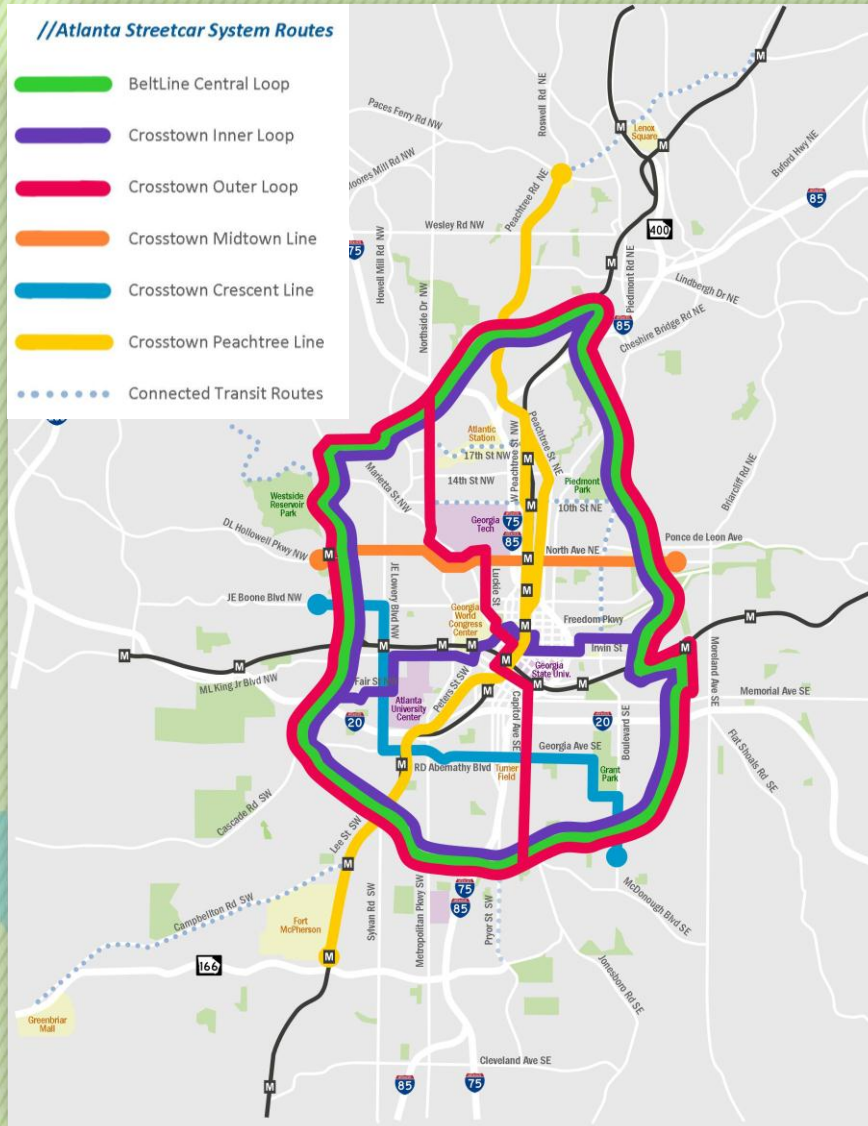 //Atlanta Streetcar System Routes
BeltLine Central Loop
Crosstown Inner Loop
Crosstown Outer Loop
Crosstown Midtown Line
Crosstown Crescent Line
Crosstown Peachtree Line
Connected Transit Routes
M
Roswell Rd NE
Paces Ferry Rd NW
M
Lenox
Square
M
Buford Hwy NE
Moores Mill Rd NW
Peachtree Rd NE
85
Wesley Rd NW
400
75
Howell Mill Rd NW
M
Piedmont Rd NE
Lindbergh Dr NE
Northside Dr NW
85
Cheshire Bridge Rd NE
Atlantic
Station
17th St NW
W Peachtree St NW
Peachtree St NE
M
Marietta St NW
14th St NW
Piedmont
Park
Briarcliff Rd NE
Westside
Reservoir
Park
M
10th St NE
Georgia
Tech
75
85
DL Hollowell Pkwy NW
M
North Ave NE
M
Ponce de Leon Ave
JE Lowery Blvd NW
Luckie St
M
JE Boone Blvd NW
Georgia
World
Congress
Center
Freedom Pkwy
M
Irvin St
M
M
M
M
M
M
M
M
Georgia
State Univ.
Moreland Ave SE
ML King Jr Blvd NW
Fair St
Atlanta
University
Center
Peters St SW
M
M
M
Memorial Ave SE
20
Capitol Ave SE
20
Boulevard SE
Georgia Ave SE
Flat Shoals Rd SE
M
RD Abernathy Blvd
Turner
Field
Grant
Park
Cascade Rd SW
Lee St SW
M
McDonough Blvd SE
Campbellton Rd SW
Sylvan Rd SW
Metropolitan Pkwy SW
75
85
Pryor St SW
Fort
McPherson
M
166
Jonesboro Rd SE
Greenbriar
Mall
Cleveland Ave SE
M
85
75